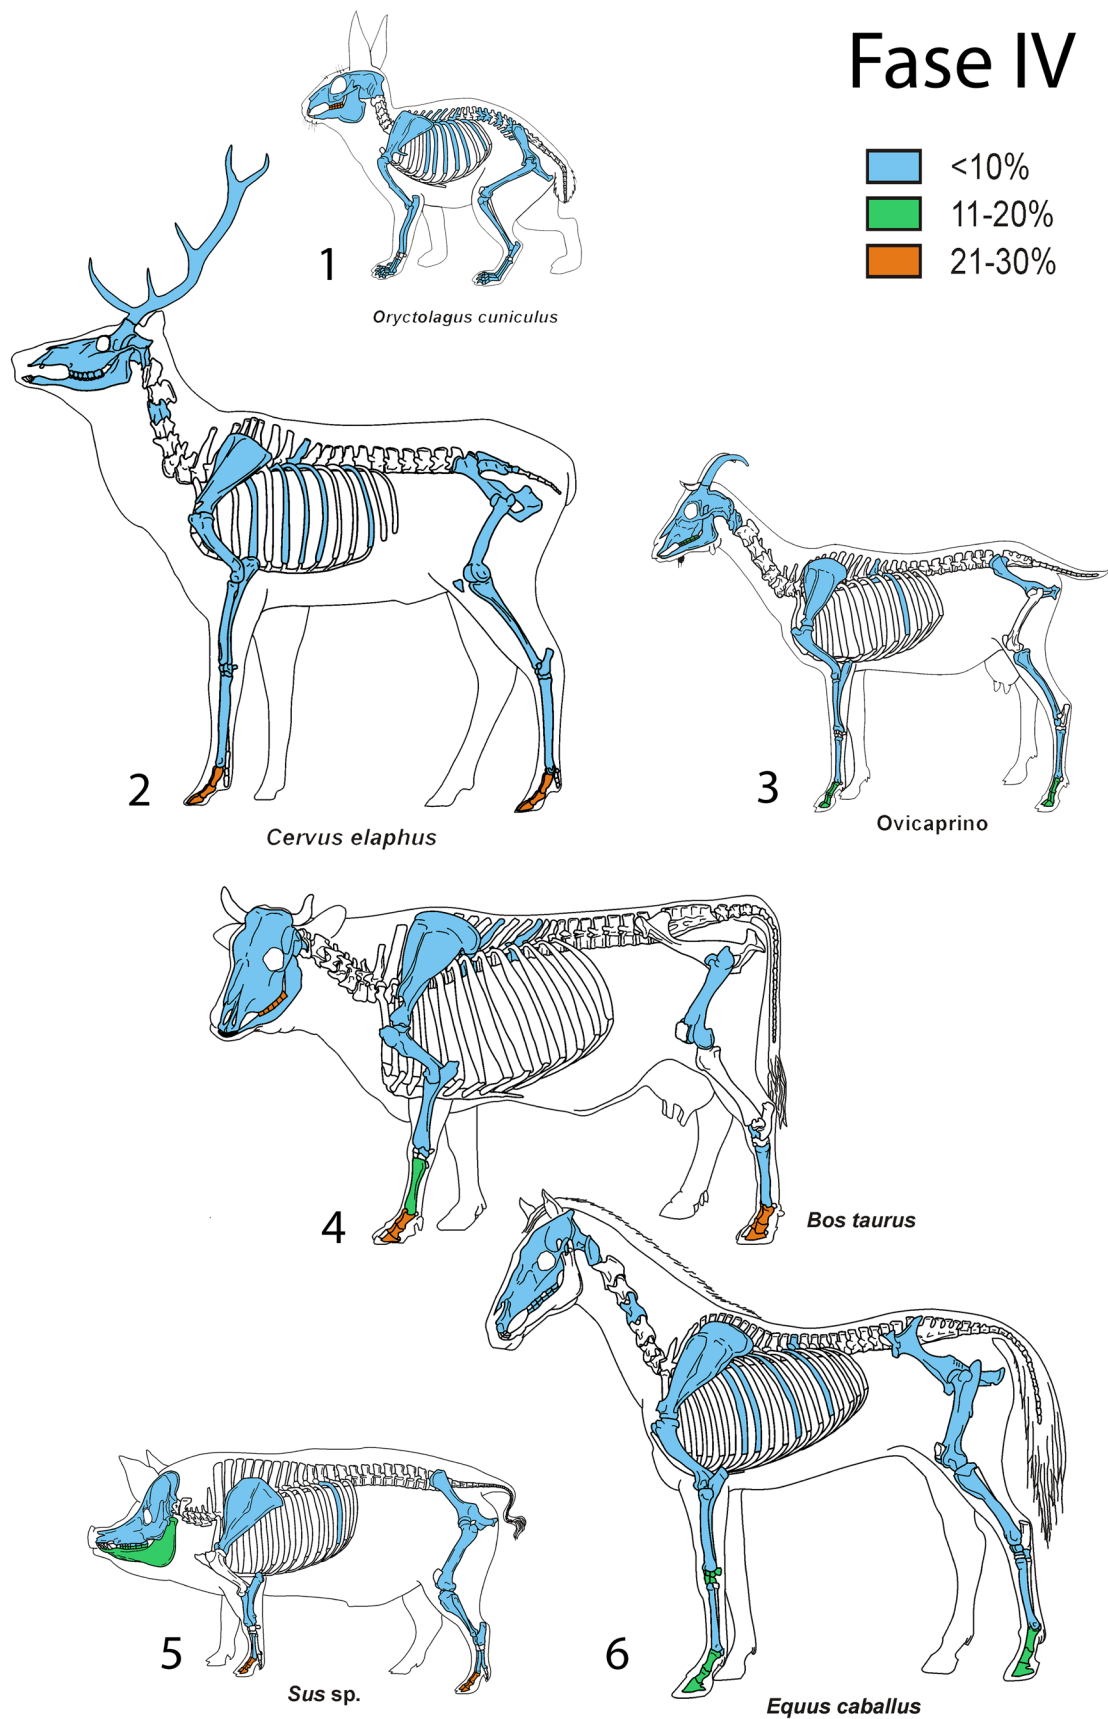 Fase IV
<10%
11-20%
21-30%
1
Oryctolagus cuniculus
2
Cervus elaphus
3
Ovicaprino
4
Bos taurus
5
Sus sp.
6
Equus caballus